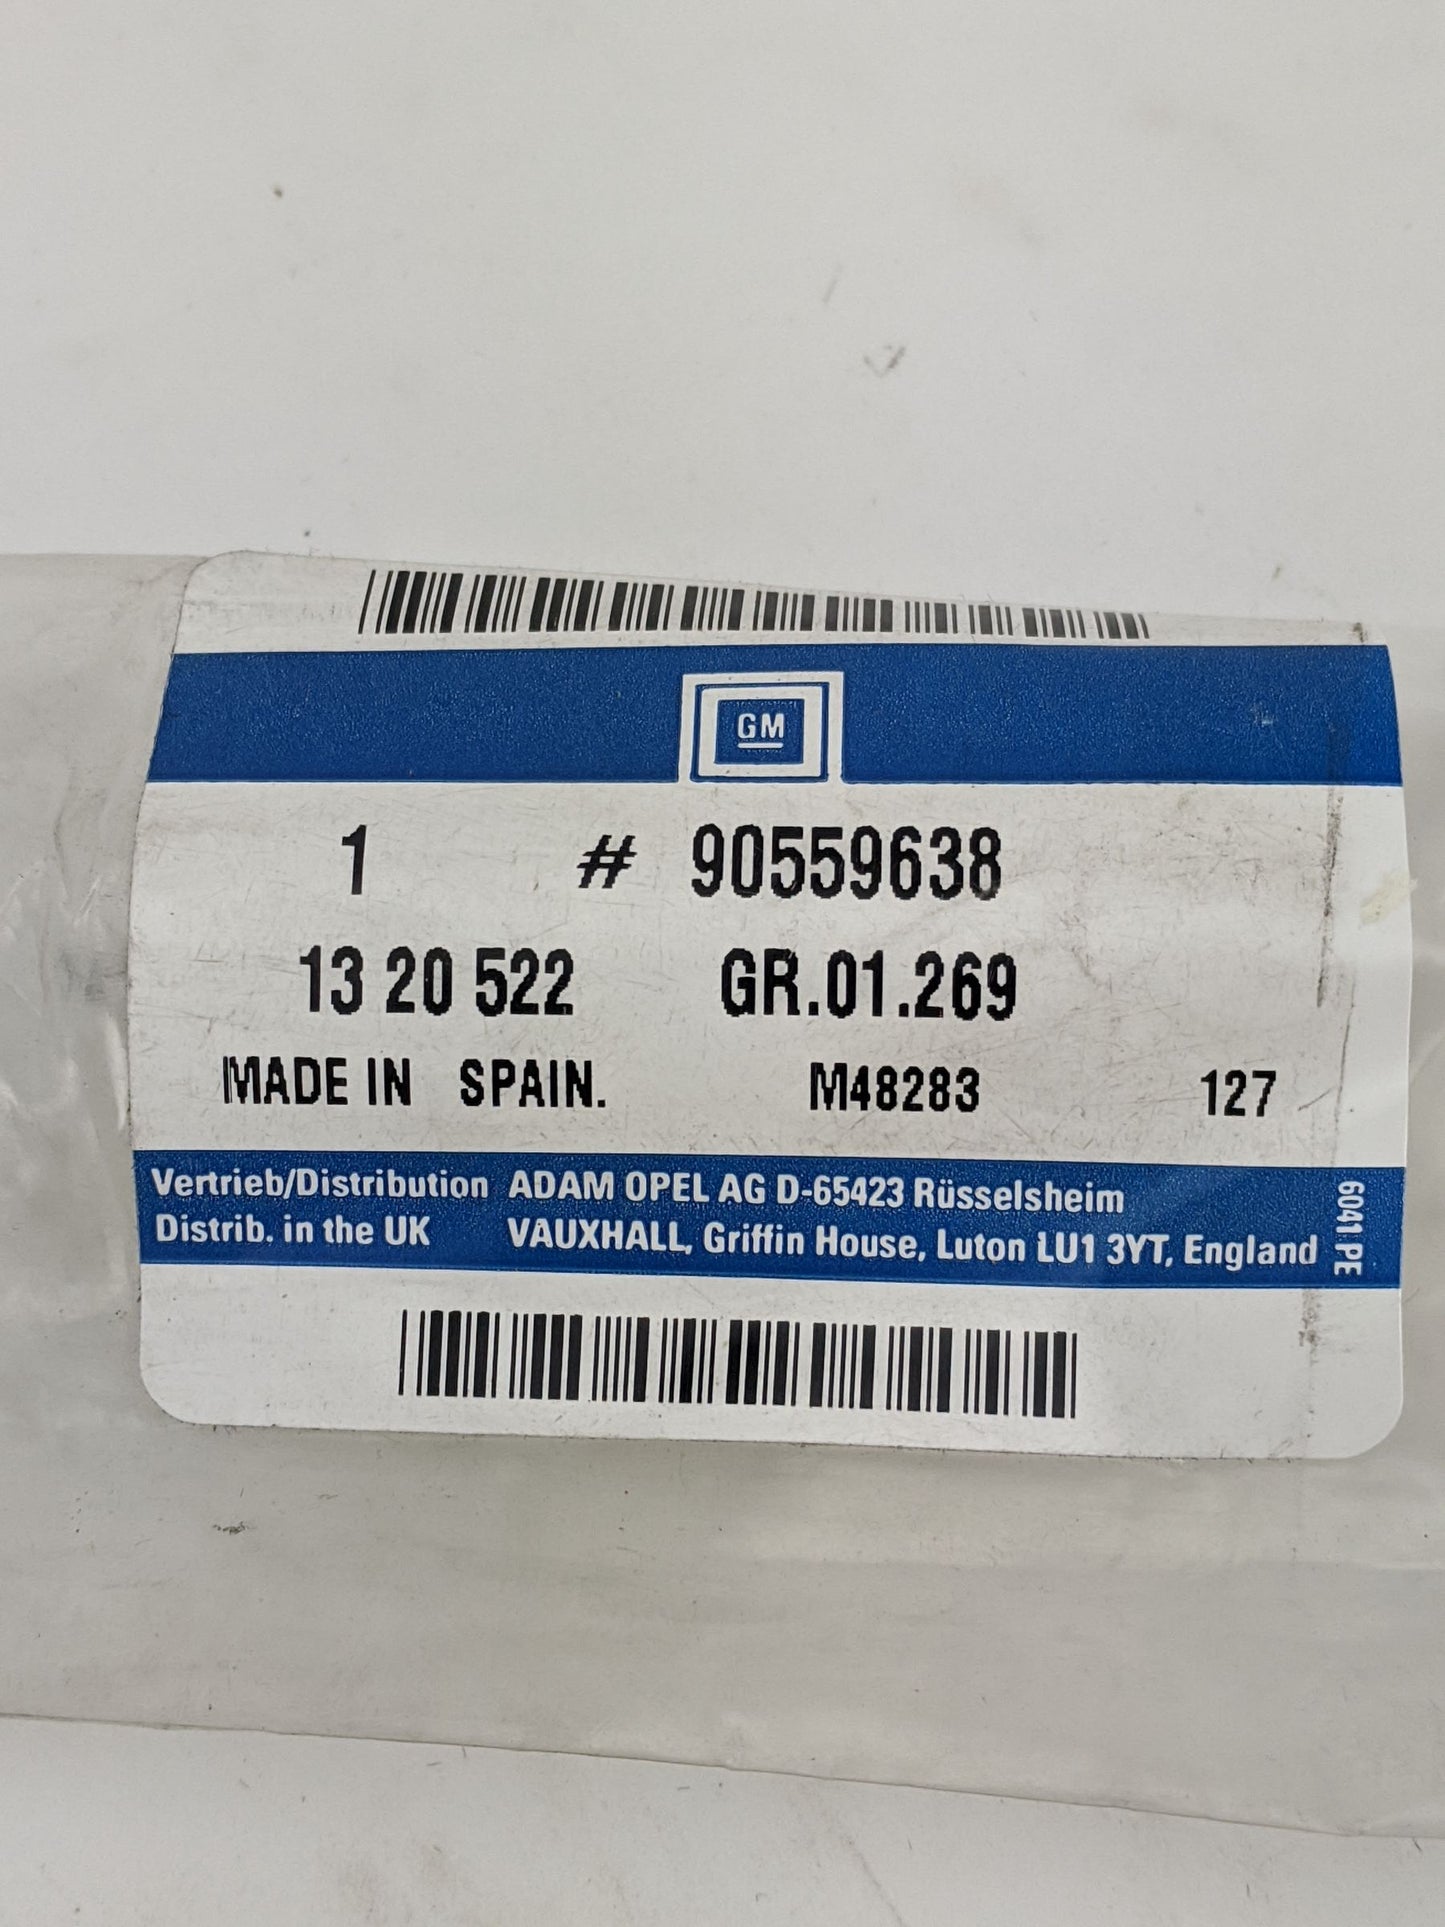 GM
1 # 90559638
13 20 522 GR.01.269
MADE IN SPAIN. M48283 127
Vertrieb/Distribution ADAM OPEL AG D-65423 Rüsselsheim
Distrib. in the UK VAUXHALL, Griffin House, Luton LU1 3YT, England
6041 PE